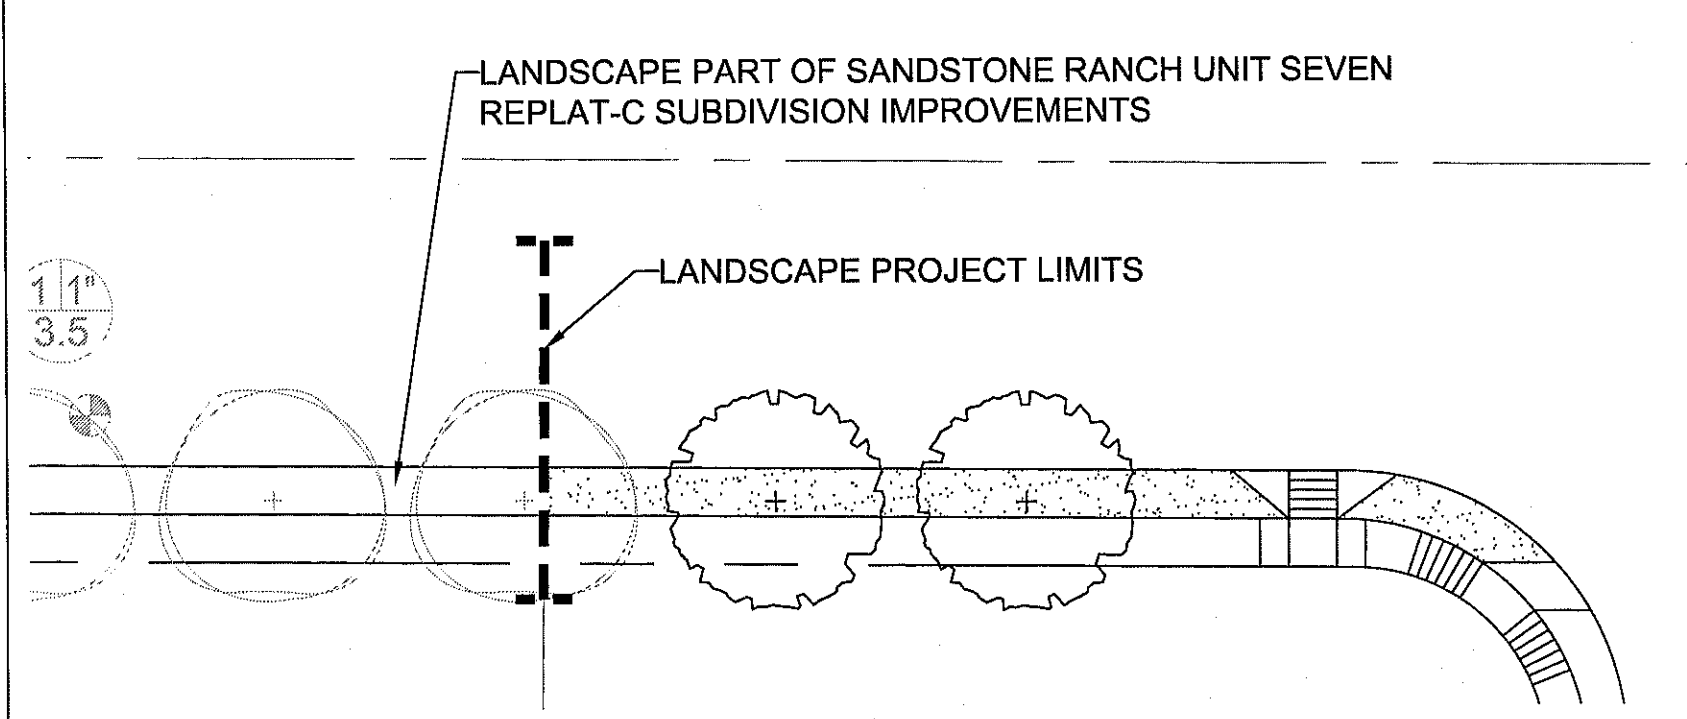 LANDSCAPE PART OF SANDSTONE RANCH UNIT SEVEN
REPLAT-C SUBDIVISION IMPROVEMENTS
LANDSCAPE PROJECT LIMITS
1 1"
3.5